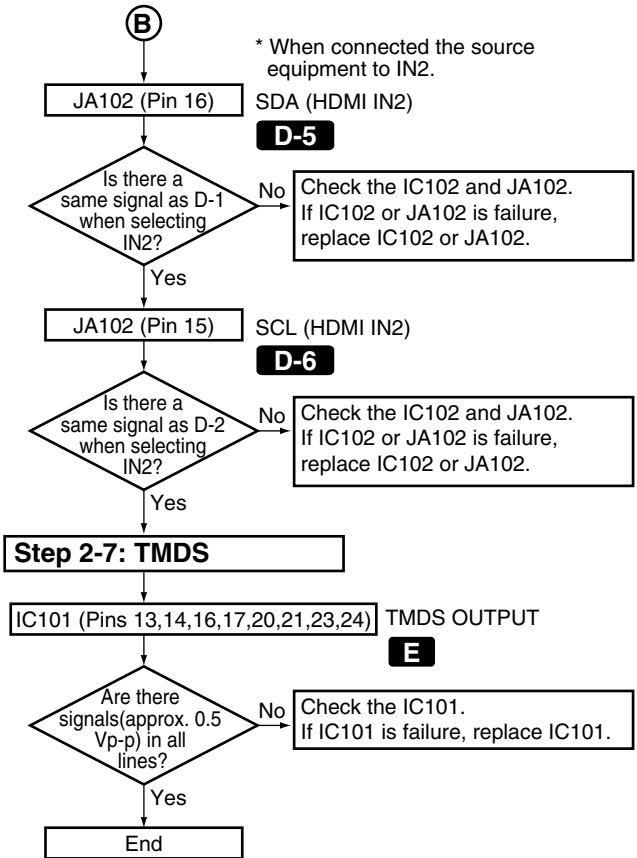 B
* When connected the source
equipment to IN2.
JA102 (Pin 16)
SDA (HDMI IN2)
D-5
Is there a
same signal as D-1
when selecting
IN2?
No
Check the IC102 and JA102.
If IC102 or JA102 is failure,
replace IC102 or JA102.
Yes
JA102 (Pin 15)
SCL (HDMI IN2)
D-6
Is there a
same signal as D-2
when selecting
IN2?
No
Check the IC102 and JA102.
If IC102 or JA102 is failure,
replace IC102 or JA102.
Yes
Step 2-7: TMDS
IC101 (Pins 13,14,16,17,20,21,23,24)
TMDS OUTPUT
E
Are there
signals(approx. 0.5
Vp-p) in all
lines?
No
Check the IC101.
If IC101 is failure, replace IC101.
Yes
End